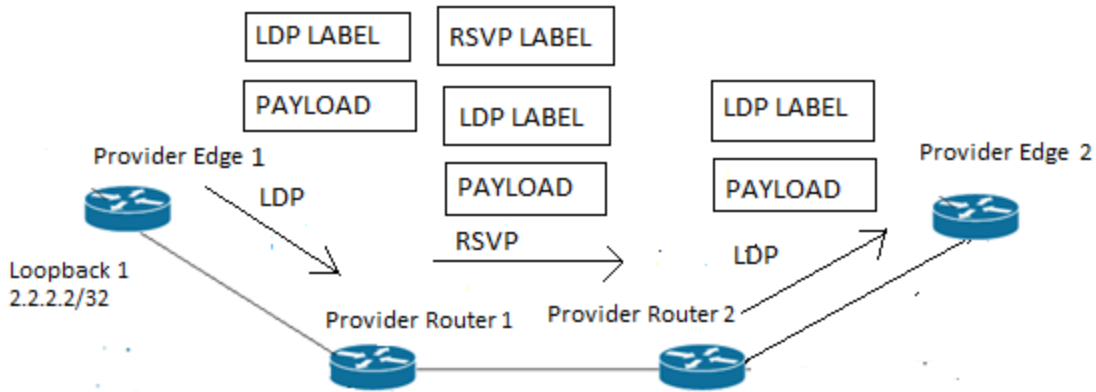 LDP LABEL
RSVP LABEL
PAYLOAD
LDP LABEL
LDP LABEL
PAYLOAD
PAYLOAD
Provider Edge 1
Provider Edge 2
LDP
RSVP
LDP
Loopback 1
2.2.2.2/32
Provider Router 1
Provider Router 2